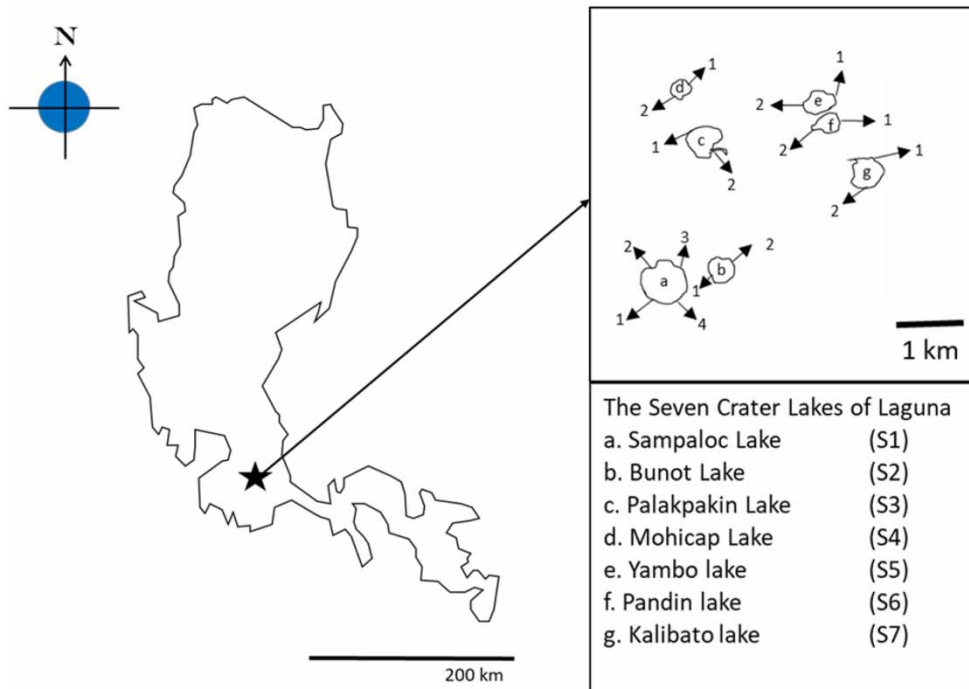 N
200 km
1
d
2
1
2
e
f
1
2
1
c
2
1
g
2
2
3
a
1
4
2
b
1
1 km
The Seven Crater Lakes of Laguna
a. Sampaloc Lake (S1)
b. Bunot Lake (S2)
c. Palakpakin Lake (S3)
d. Mohicap Lake (S4)
e. Yambo lake (S5)
f. Pandin lake (S6)
g. Kalibato lake (S7)